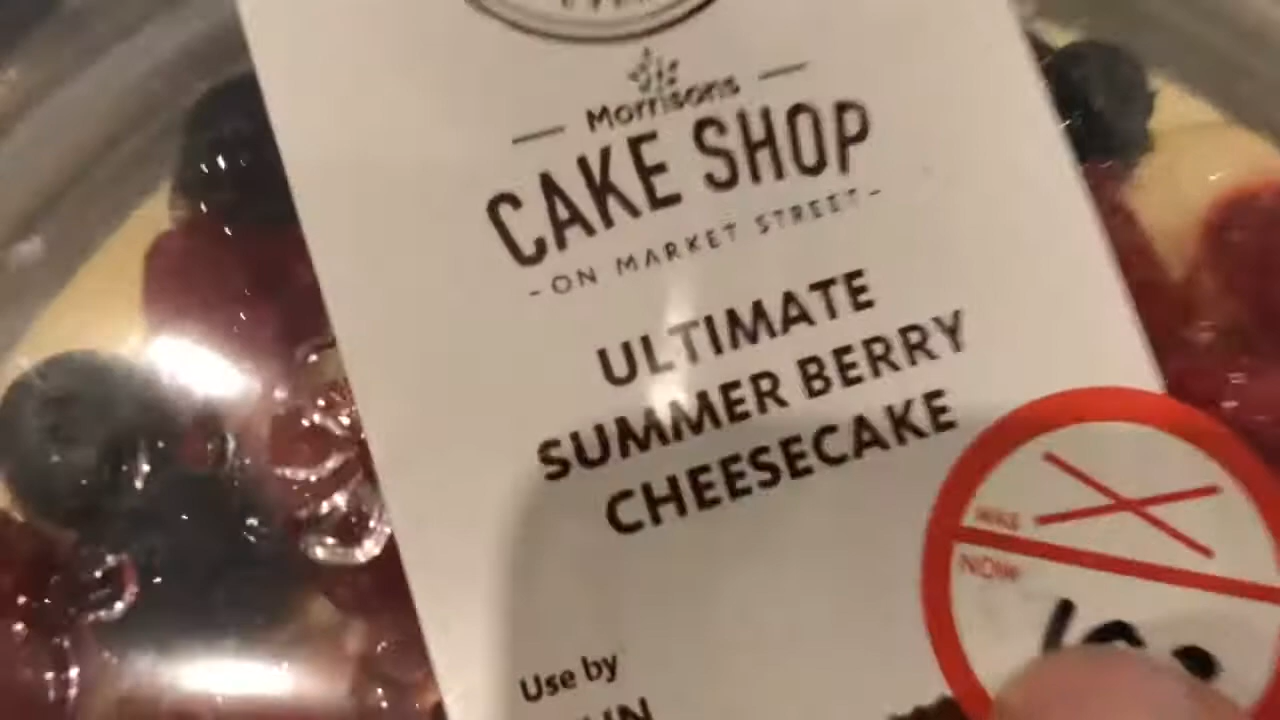 Morrisons
CAKE SHOP
- ON MARKET STREET -
ULTIMATE
SUMMER BERRY
CHEESECAKE
WAS
NOW
Use by